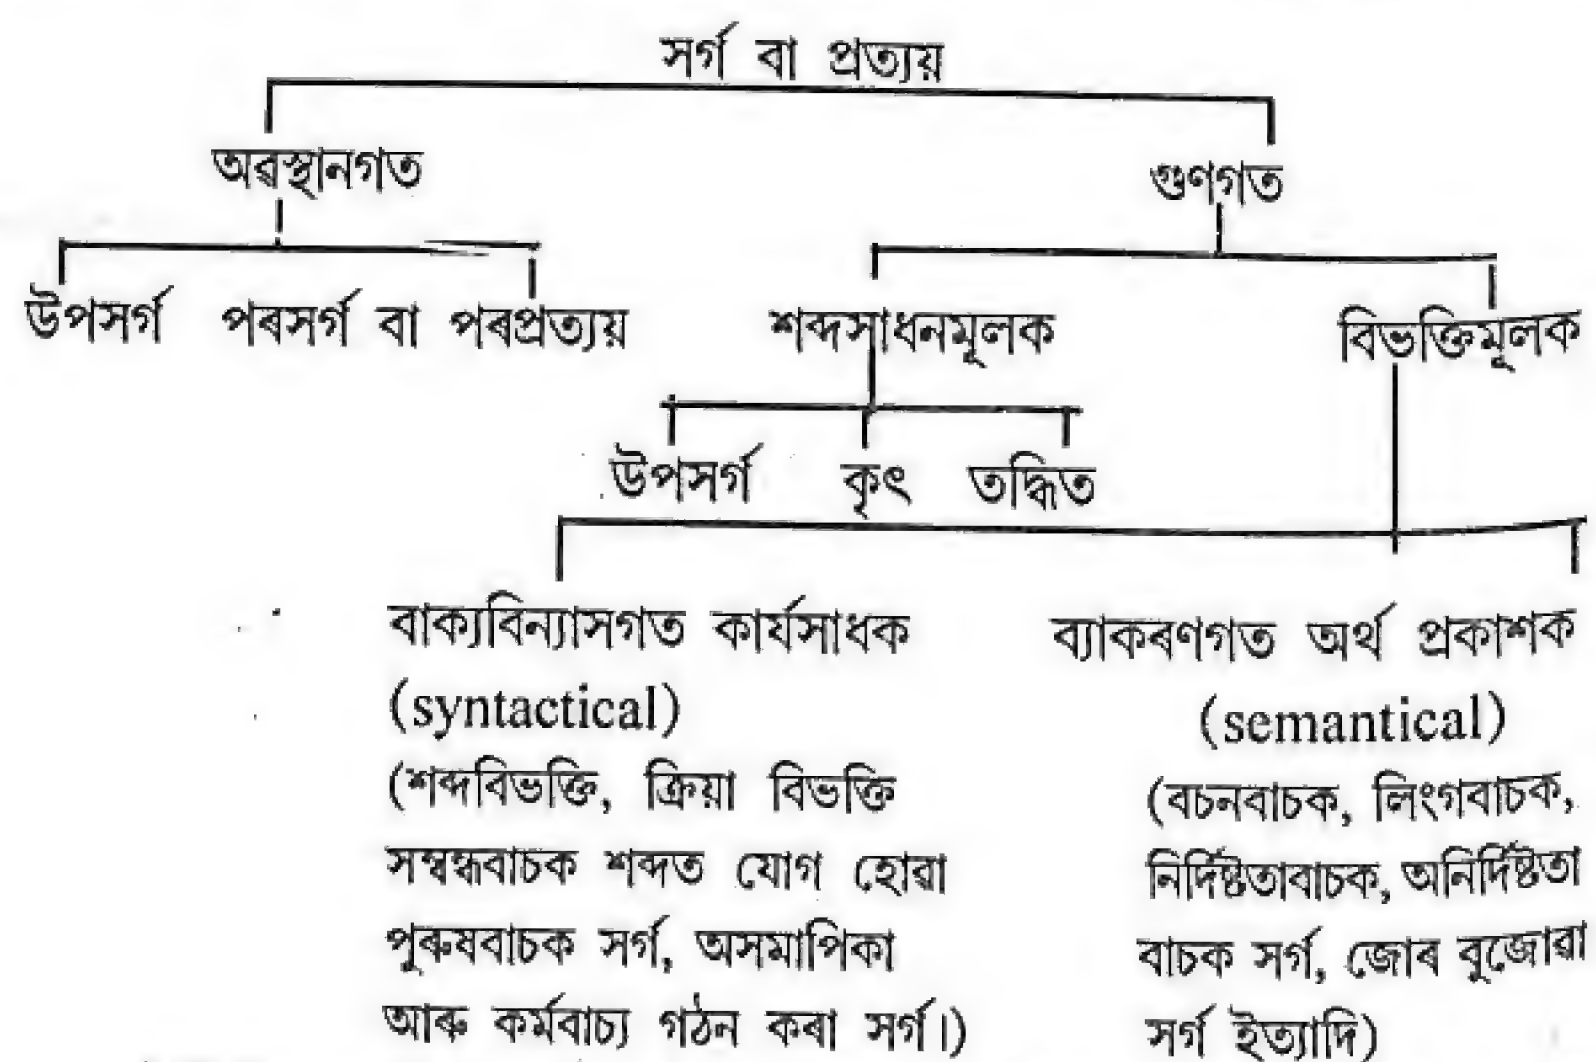 সৰ্গ বা প্ৰত্যয়
অৱস্থানগত গুণগত
উপসৰ্গ পৰসৰ্গ বা পৰপ্ৰত্যয় শব্দসাধনমূলক বিভক্তিমূলক
উপসৰ্গ কৃৎ তদ্ধিত
বাক্যবিন্যাসগত কাৰ্যসাধক
(syntactical)
(শব্দবিভক্তি, ক্ৰিয়া বিভক্তি
সম্বন্ধবাচক শব্দত যোগ হোৱা
পুৰুষবাচক সৰ্গ, অসমাপিকা
আৰু কৰ্মবাচ্য গঠন কৰা সৰ্গ।)
ব্যাকৰণগত অৰ্থ প্ৰকাশক
(semantical)
(বচনবাচক, লিংগবাচক,
নিৰ্দিষ্টতাবাচক, অনিৰ্দিষ্টতা
বাচক সৰ্গ, জোৰ বুজোৱা
সৰ্গ ইত্যাদি)